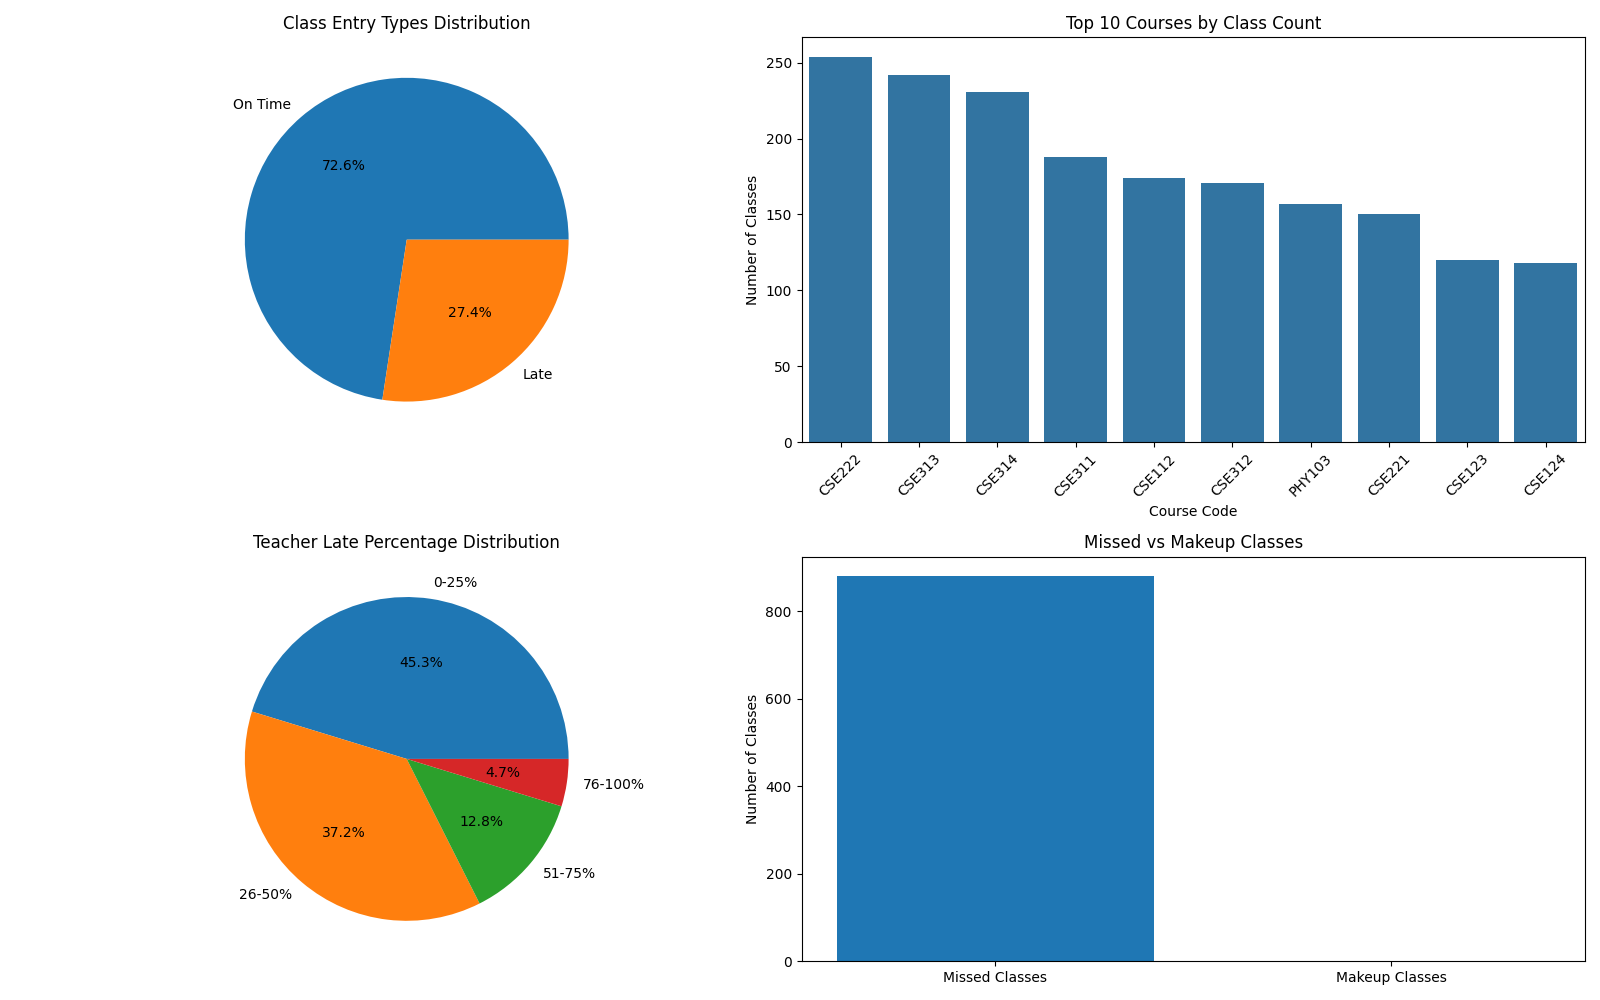 Class Entry Types Distribution
On Time
72.6%
27.4%
Late
Top 10 Courses by Class Count
Number of Classes
250
200
150
100
50
0
CSE222
CSE313
CSE314
CSE311
CSE112
CSE312
PHY103
CSE221
CSE123
CSE124
Course Code
Teacher Late Percentage Distribution
0-25%
45.3%
4.7%
76-100%
12.8%
37.2%
51-75%
26-50%
Missed vs Makeup Classes
Number of Classes
800
600
400
200
0
Missed Classes
Makeup Classes